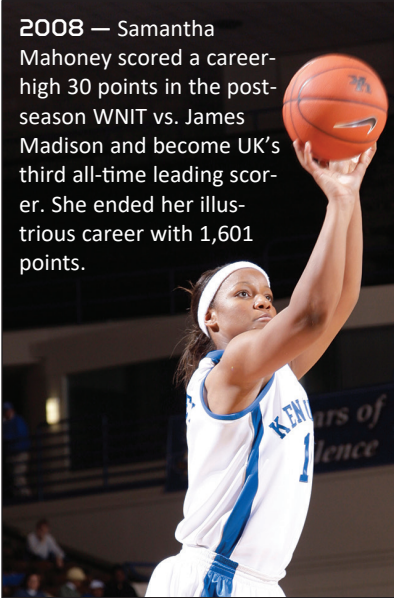 2008 — Samantha
Mahoney scored a career-
high 30 points in the post-
season WNIT vs. James
Madison and become UK's
third all-time leading scor-
er. She ended her illus-
trious career with 1,601
points.
ars of
lence
KEN
1